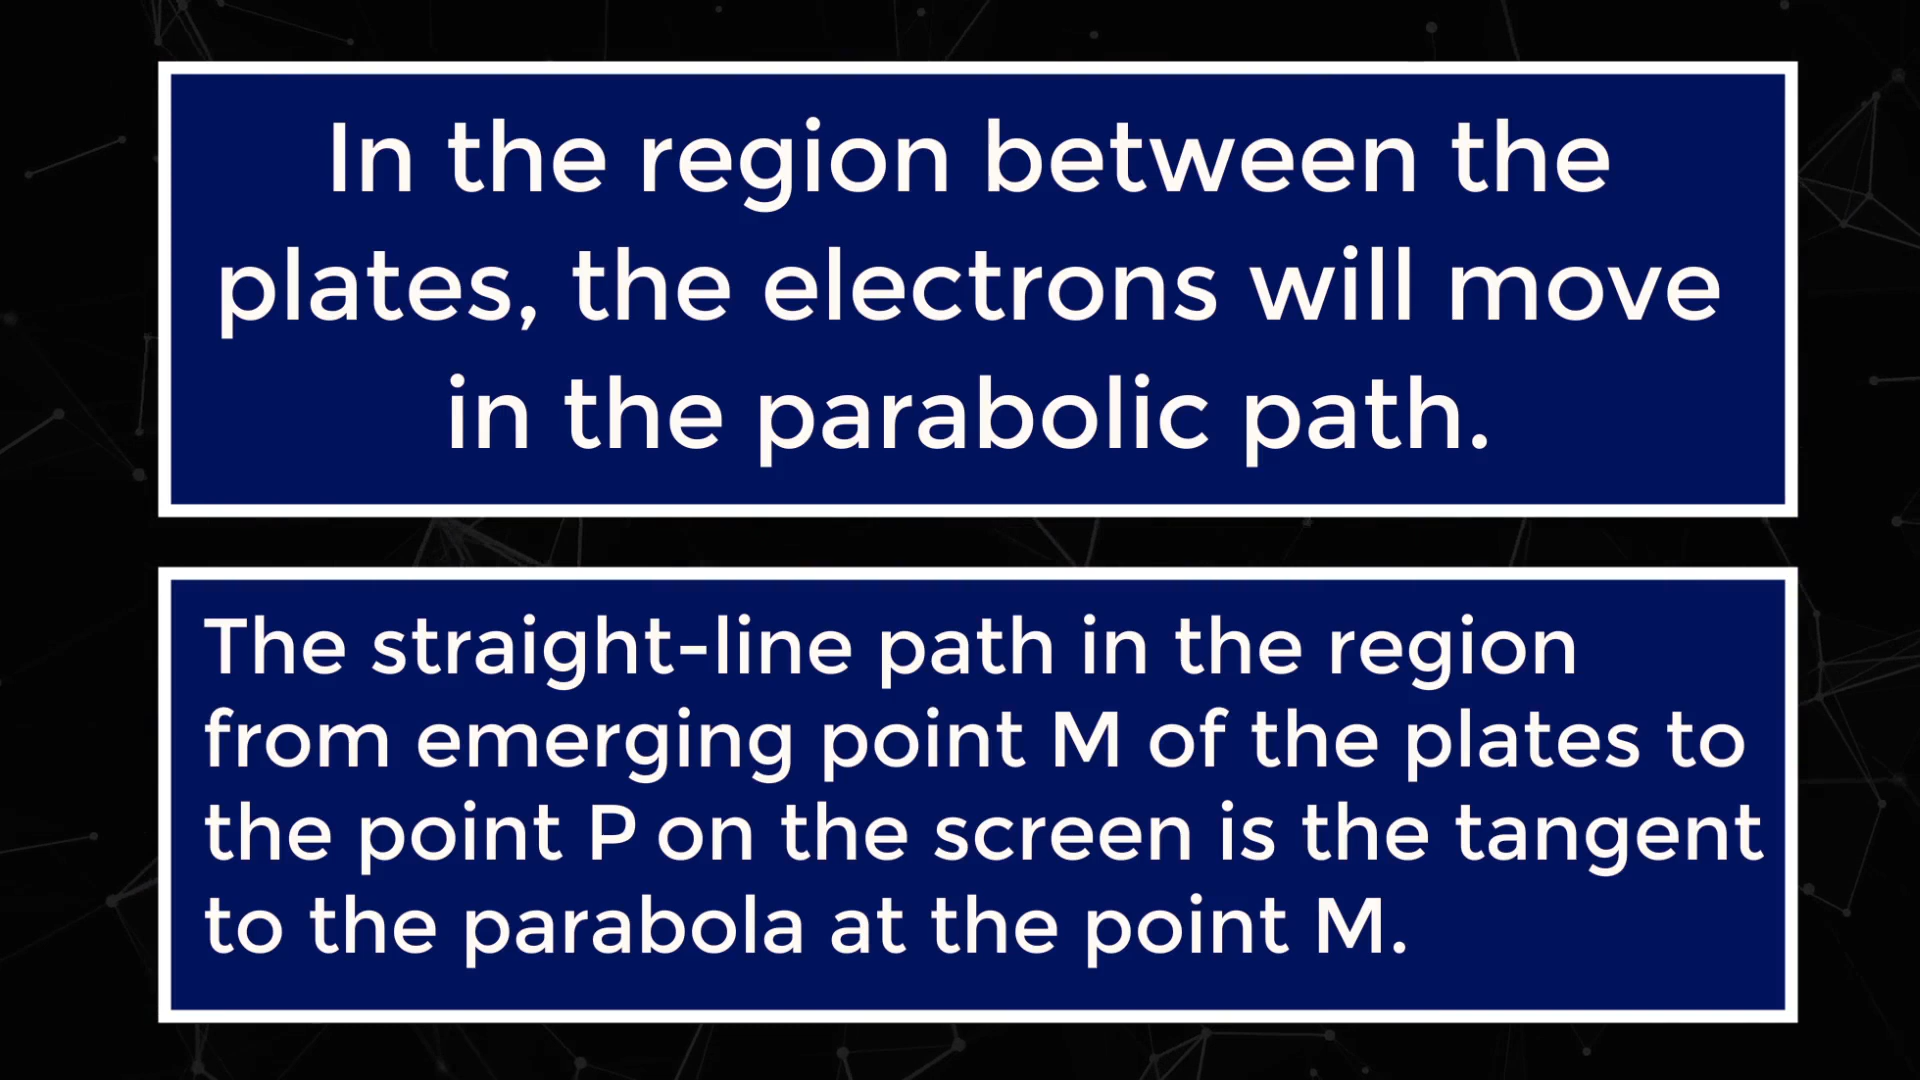 In the region between the
plates, the electrons will move
in the parabolic path.
The straight-line path in the region
from emerging point M of the plates to
the point P on the screen is the tangent
to the parabola at the point M.